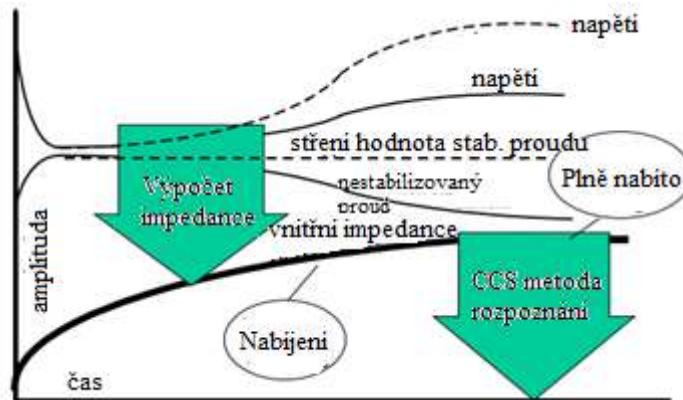 napětí
napětí
stření hodnota stab. proudu
nestabilizovaný
proud
Plně nabito
Výpočet
impedance
vnitřní impedance
amplituda
CCS metoda
rozpoznání
Nabíjení
čas